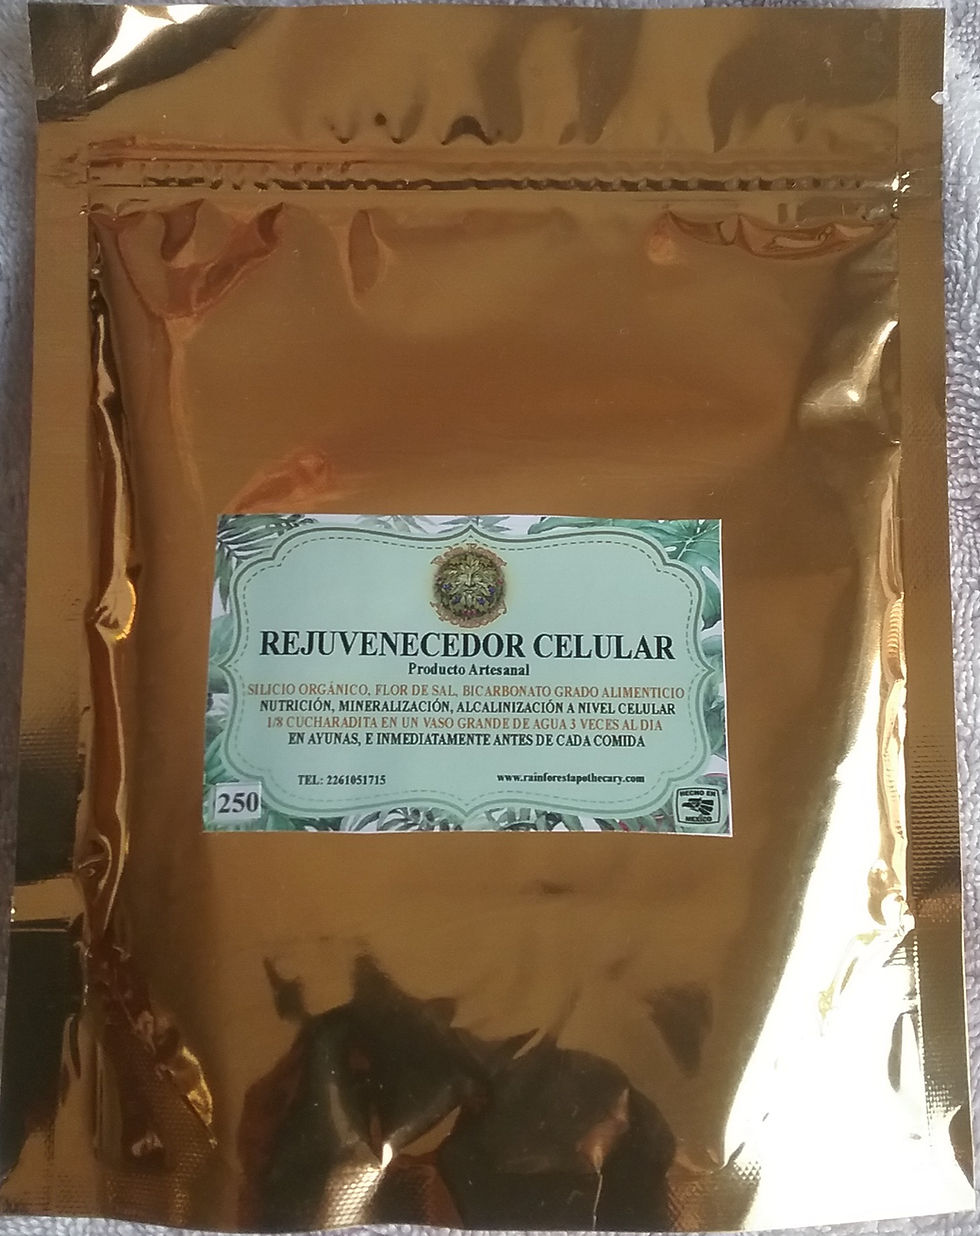 REJUVENECEDOR CELULAR
Producto Artesanal
SILICIO ORGÁNICO, FLOR DE SAL, BICARBONATO GRADO ALIMENTICIO
NUTRICIÓN, MINERALIZACIÓN, ALCALINIZACIÓN A NIVEL CELULAR
1/8 CUCHARADITA EN UN VASO GRANDE DE AGUA 3 VECES AL DIA
EN AYUNAS, E INMEDIATAMENTE ANTES DE CADA COMIDA
TEL: 2261051715 www.rainforestapothecary.com
250
HECHO EN
MEXICO